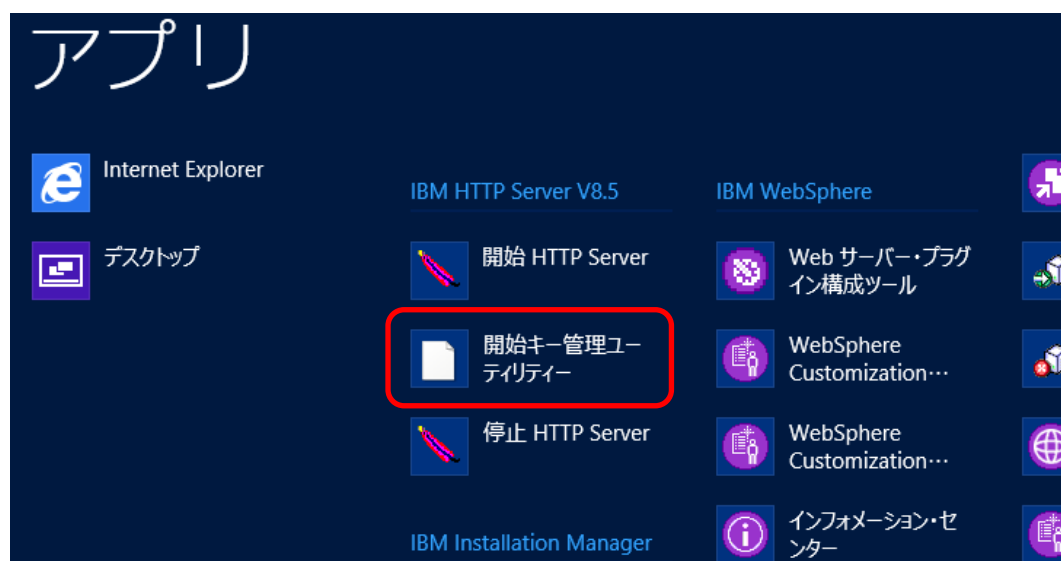 アプリ
Internet Explorer
デスクトップ
IBM HTTP Server V8.5
開始 HTTP Server
開始キー管理ユー
ティリティー
停止 HTTP Server
IBM Installation Manager
IBM WebSphere
Web サーバー・プラグ
イン構成ツール
WebSphere
Customization…
WebSphere
Customization…
インフォメーション・セ
ンター